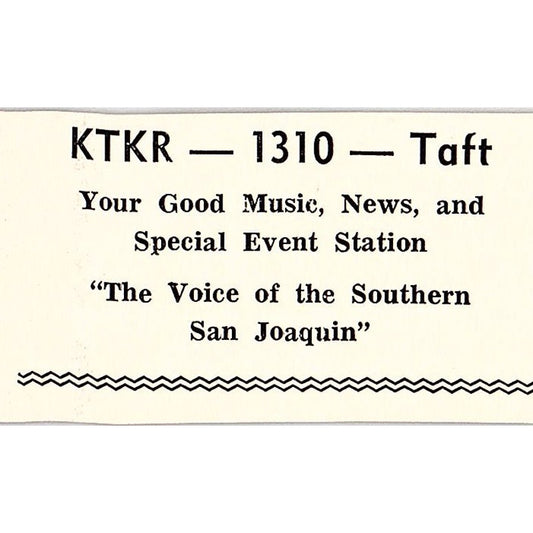 KTKR — 1310 — Taft
Your Good Music, News, and
Special Event Station
“The Voice of the Southern
San Joaquin”